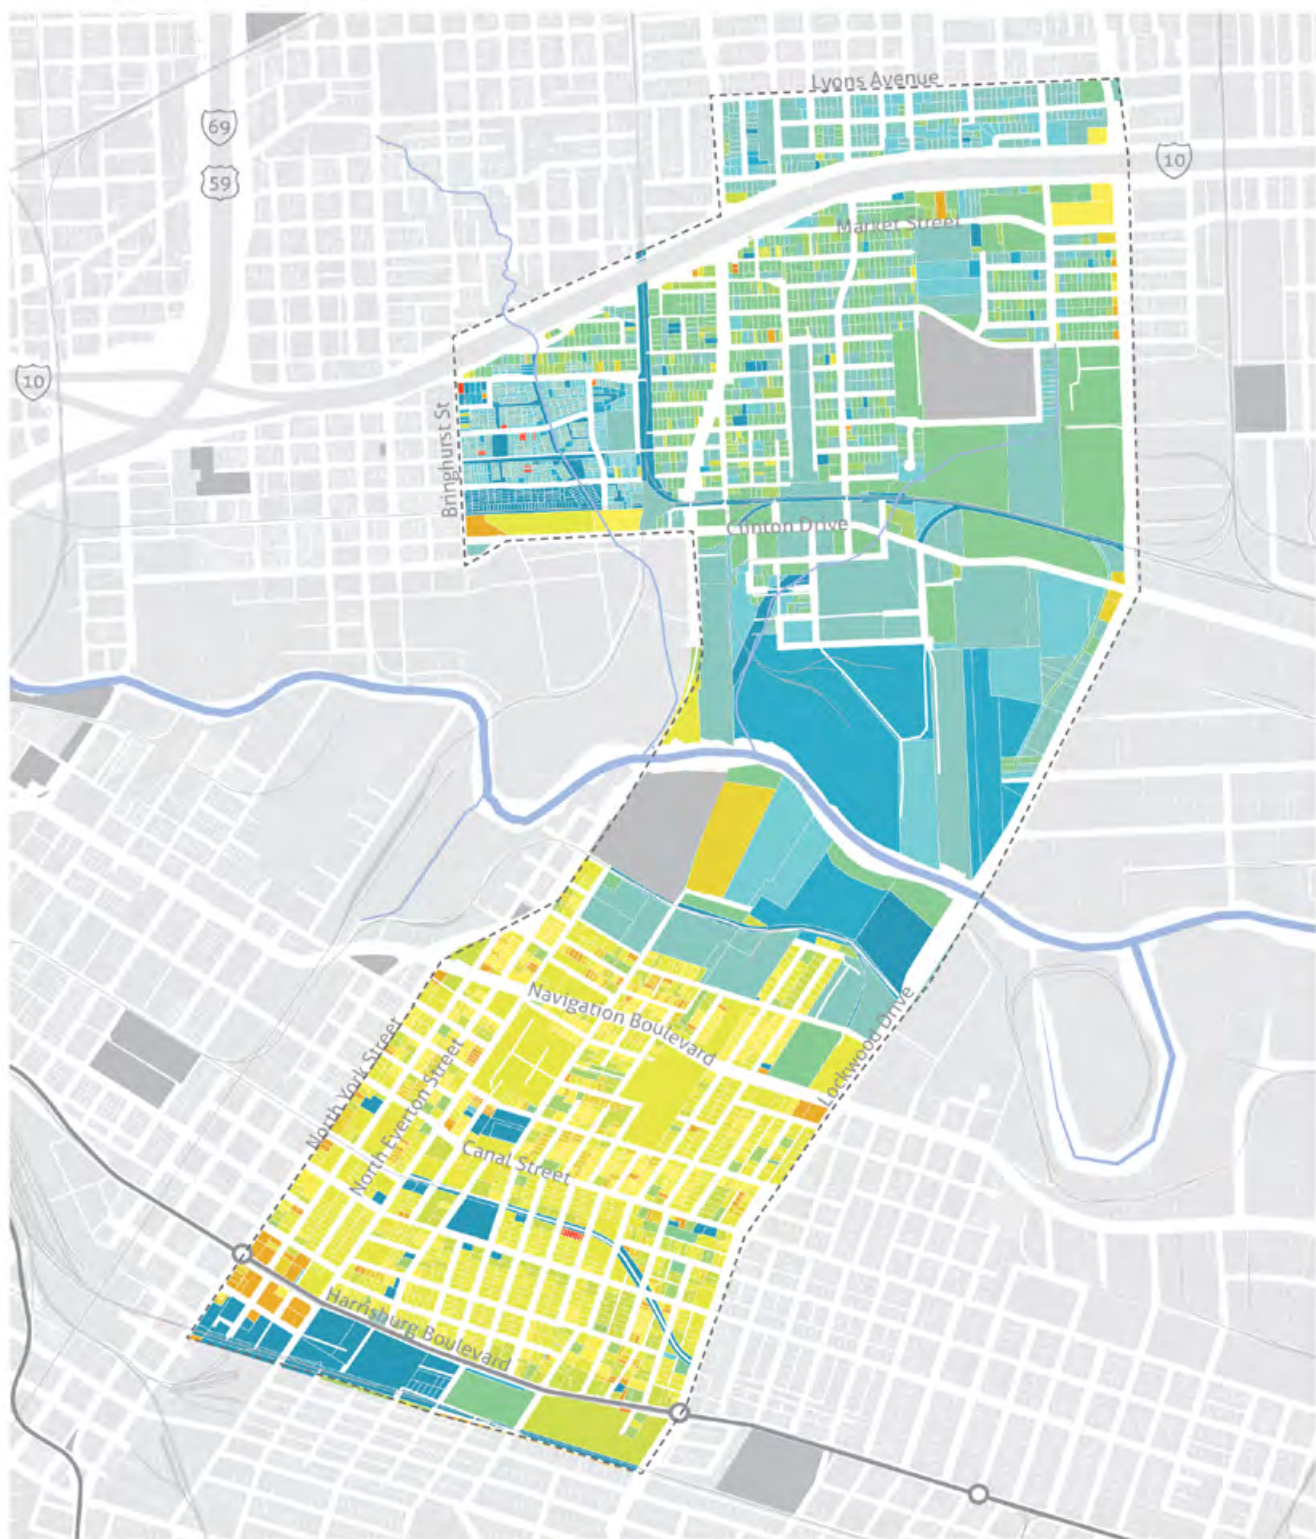 Lyons Avenue
69
59
10
Market Street
10
Bringhurst St
Clinton Drive
Navigation Boulevard
Lockwood Drive
North York Street
North Everton Street
Canal Street
Harrisburg Boulevard